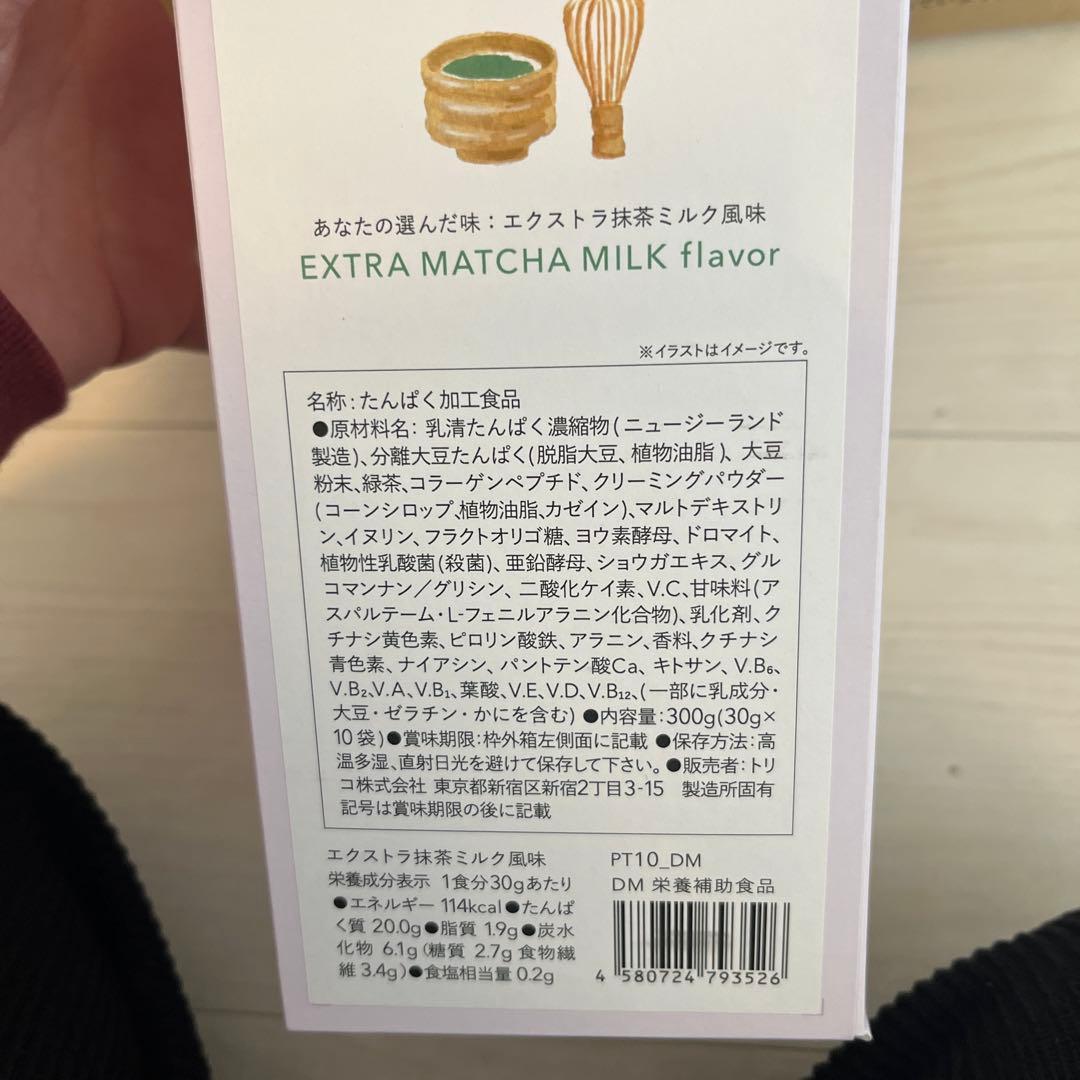 あなたの選んだ味：エクストラ抹茶ミルク風味
EXTRA MATCHA MILK flavor
※イラストはイメージです。
名称：たんぱく加工食品
●原材料名：乳清たんぱく濃縮物（ニュージーランド
製造）、分離大豆たんぱく（脱脂大豆、植物油脂）、大豆
粉末、緑茶、コラーゲンペプチド、クリーミングパウダー
（コーンシロップ、植物油脂、カゼイン）、マルトデキストリ
ン、イヌリン、フラクトオリゴ糖、ヨウ素酵母、ドロマイト、
植物性乳酸菌（殺菌）、亜鉛酵母、ショウガエキス、グル
コマンナン／グリシン、二酸化ケイ素、V.C、甘味料（ア
スパルテーム・L-フェニルアラニン化合物）、乳化剤、ク
チナシ黄色素、ピロリン酸鉄、アラニン、香料、クチナシ
青色素、ナイアシン、パントテン酸Ca、キトサン、V.B₆、
V.B₂、V.A、V.B₁、葉酸、V.E、V.D、V.B₁₂、（一部に乳成分・
大豆・ゼラチン・かにを含む）●内容量：300g（30g×
10袋）●賞味期限：枠外箱左側面に記載 ●保存方法：高
温多湿、直射日光を避けて保存して下さい。●販売者：トリ
コ株式会社 東京都新宿区新宿2丁目3-15 製造所固有
記号は賞味期限の後に記載
エクストラ抹茶ミルク風味
栄養成分表示 1食分30gあたり
●エネルギー 114kcal●たんぱ
く質 20.0g●脂質 1.9g●炭水
化物 6.1g（糖質 2.7g 食物繊
維 3.4g）●食塩相当量 0.2g
PT10_DM
DM 栄養補助食品
4 580724 793526